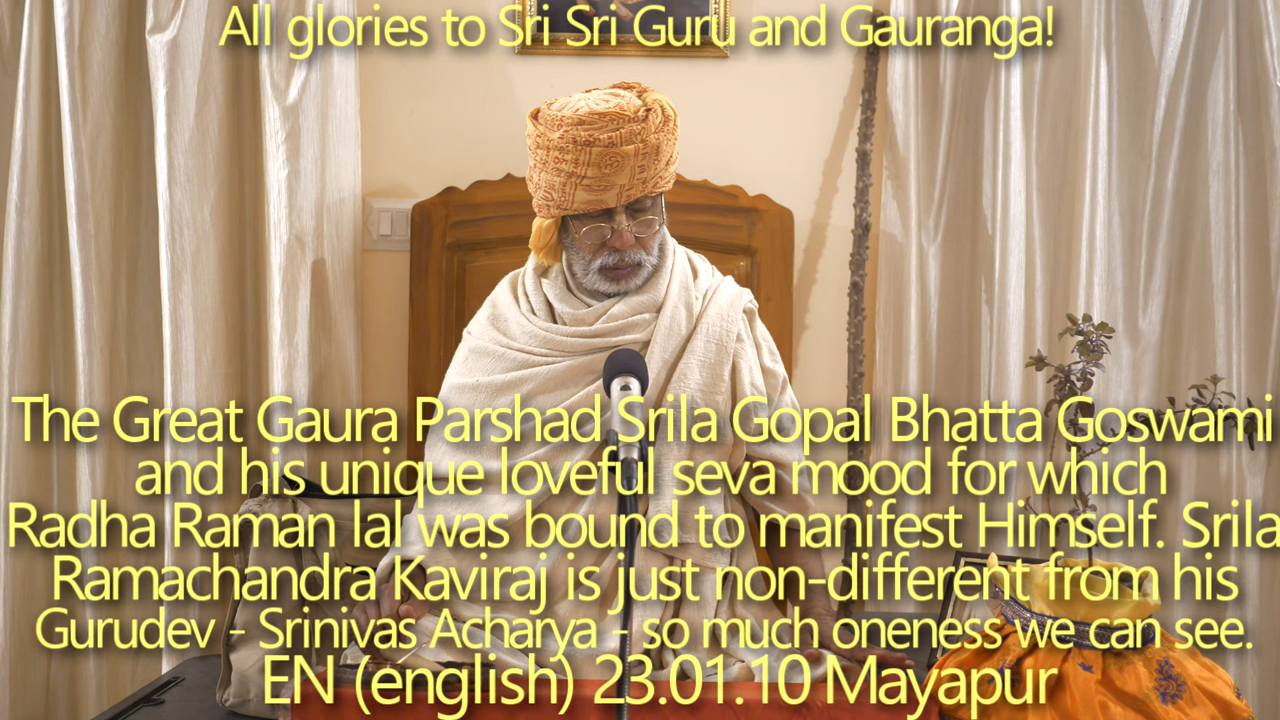 All glories to Sri Sri Guru and Gauranga!
The Great Gaura Parshad Srila Gopal Bhatta Goswami
and his unique loveful seva mood for which
Radha Raman lal was bound to manifest Himself. Srila
Ramachandra Kaviraj is just non-different from his
Gurudev - Srinivas Acharya - so much oneness we can see.
EN (english) 23.01.10 Mayapur